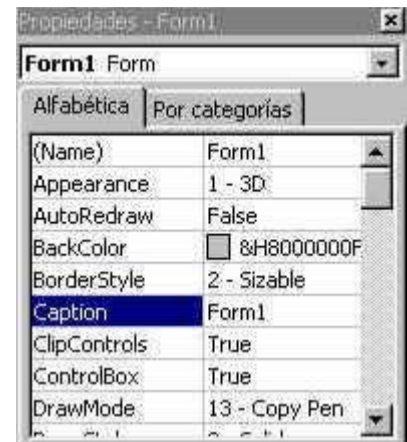 Propiedades - Form1
Form1 Form
Alfabética Por categorías
(Name) Form1
Appearance 1 - 3D
AutoRedraw False
BackColor &H8000000F
BorderStyle 2 - Sizable
Caption Form1
ClipControls True
ControlBox True
DrawMode 13 - Copy Pen